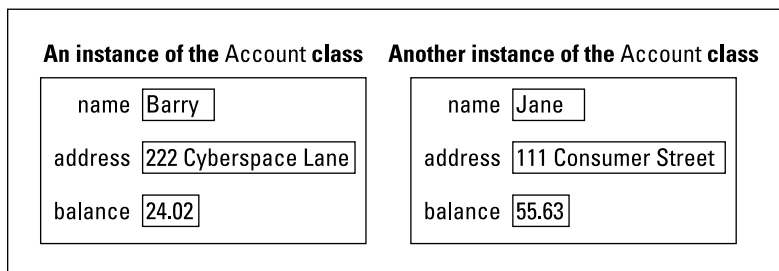 An instance of the Account class
name Barry
address 222 Cyberspace Lane
balance 24.02
Another instance of the Account class
name Jane
address 111 Consumer Street
balance 55.63